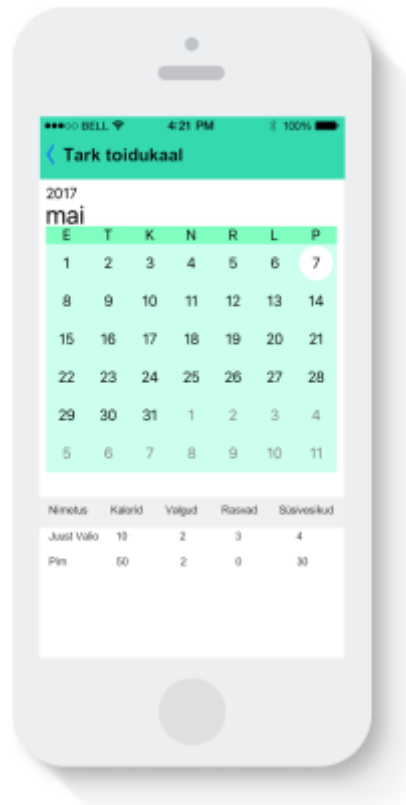 BELL 4:21 PM 100%
Tark toidukaal
2017
mai
E T K N R L P
1 2 3 4 5 6 7
8 9 10 11 12 13 14
15 16 17 18 19 20 21
22 23 24 25 26 27 28
29 30 31 1 2 3 4
5 6 7 8 9 10 11
Nimetus Kalorid Valgud Rasvad Süsivesikud
Juust Valio 10 2 3 4
Pim 50 2 0 30